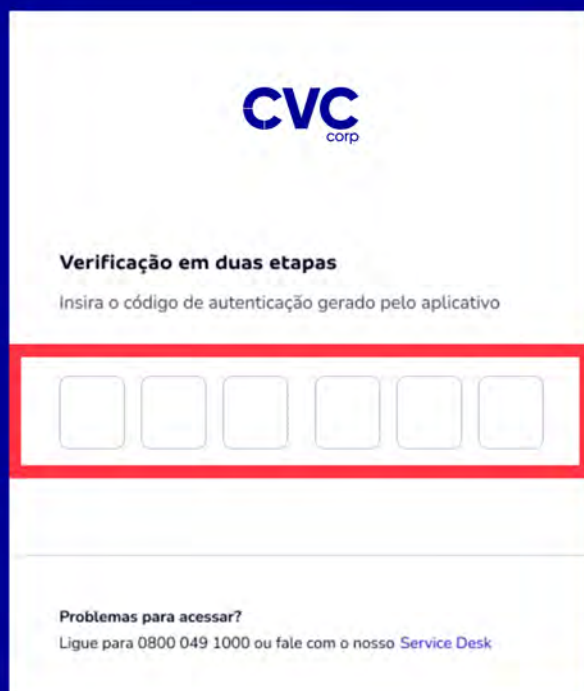 CVC
corp
Verificação em duas etapas
Insira o código de autenticação gerado pelo aplicativo
Problemas para acessar?
Ligue para 0800 049 1000 ou fale com o nosso Service Desk